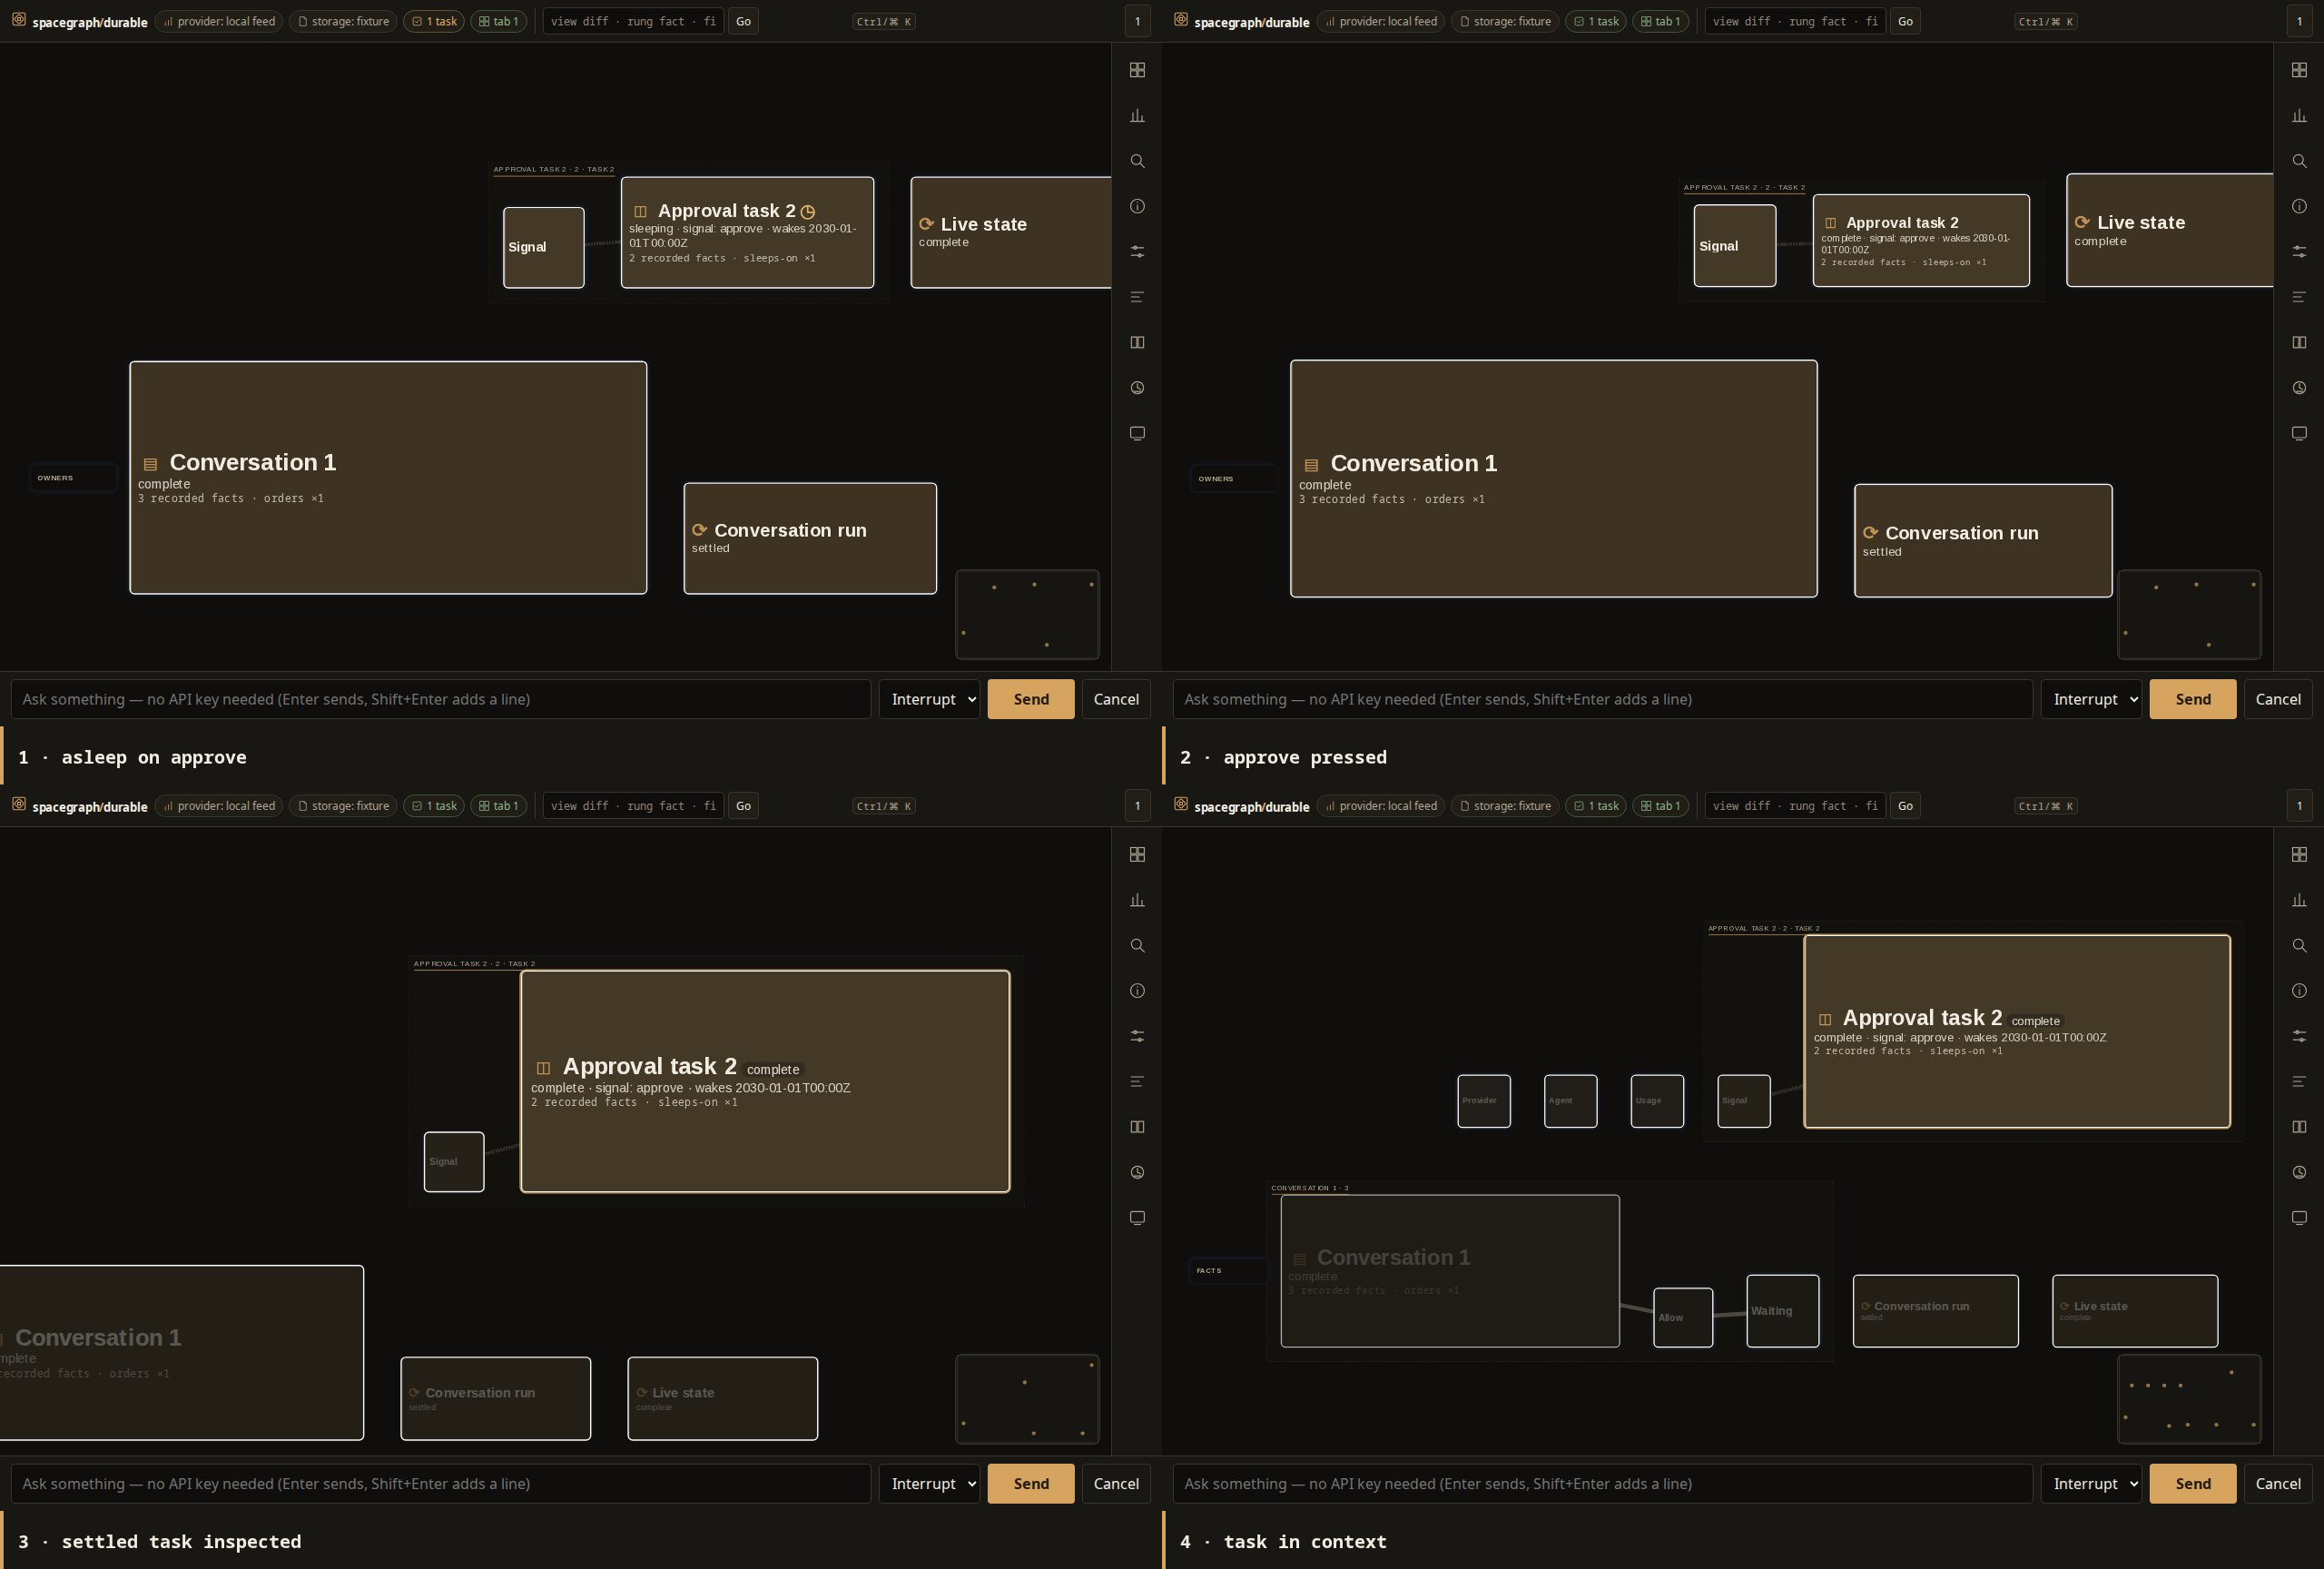 spacegraph/durable provider: local feed storage: fixture 1 task tab 1 view diff · rung fact · fi Go Ctrl/⌘ K 1
APPROVAL TASK 2 · 2 · TASK 2
Signal
Approval task 2
sleeping · signal: approve · wakes 2030-01-
01T00:00Z
2 recorded facts · sleeps-on ×1
Live state
complete
OWNERS
Conversation 1
complete
3 recorded facts · orders ×1
Conversation run
settled
Ask something — no API key needed (Enter sends, Shift+Enter adds a line) Interrupt Send Cancel
1 · asleep on approve
spacegraph/durable provider: local feed storage: fixture 1 task tab 1 view diff · rung fact · fi Go Ctrl/⌘ K 1
APPROVAL TASK 2 · 2 · TASK 2
Signal
Approval task 2
complete · signal: approve · wakes 2030-01-
01T00:00Z
2 recorded facts · sleeps-on ×1
Live state
complete
OWNERS
Conversation 1
complete
3 recorded facts · orders ×1
Conversation run
settled
Ask something — no API key needed (Enter sends, Shift+Enter adds a line) Interrupt Send Cancel
2 · approve pressed
spacegraph/durable provider: local feed storage: fixture 1 task tab 1 view diff · rung fact · fi Go Ctrl/⌘ K 1
APPROVAL TASK 2 · 2 · TASK 2
Approval task 2 complete
complete · signal: approve · wakes 2030-01-01T00:00Z
2 recorded facts · sleeps-on ×1
Signal
Conversation 1
mplete
recorded facts · orders ×1
Conversation run
settled
Live state
complete
Ask something — no API key needed (Enter sends, Shift+Enter adds a line) Interrupt Send Cancel
3 · settled task inspected
spacegraph/durable provider: local feed storage: fixture 1 task tab 1 view diff · rung fact · fi Go Ctrl/⌘ K 1
APPROVAL TASK 2 · 2 · TASK 2
Approval task 2 complete
complete · signal: approve · wakes 2030-01-01T00:00Z
2 recorded facts · sleeps-on ×1
Provider
Agent
Usage
Signal
CONVERSATION 1 · 3
FACTS
Conversation 1
complete
3 recorded facts · orders ×1
Allow
Waiting
Conversation run
settled
Live state
complete
Ask something — no API key needed (Enter sends, Shift+Enter adds a line) Interrupt Send Cancel
4 · task in context